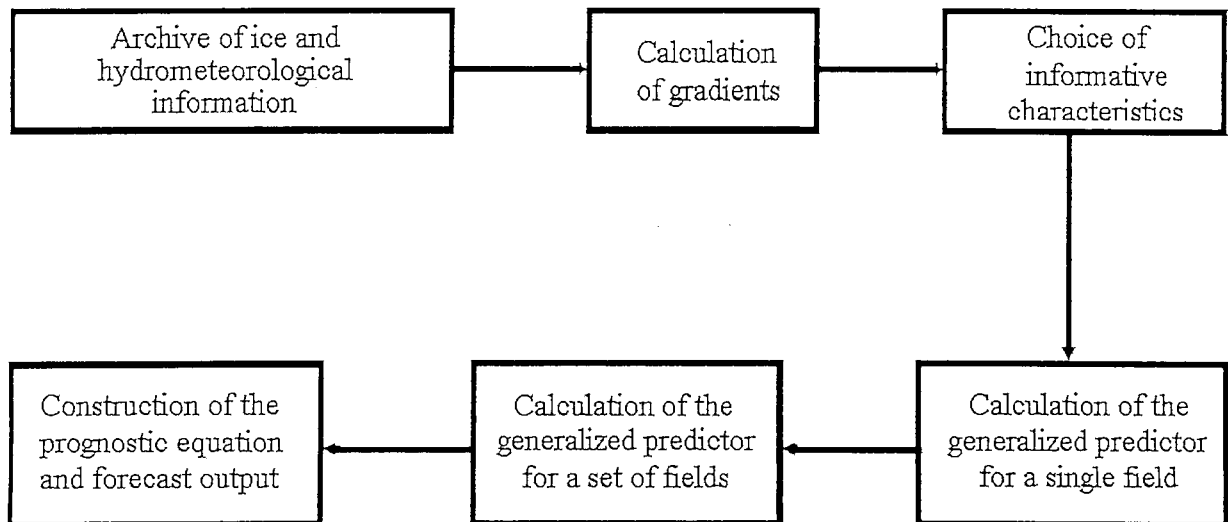 Archive of ice and
hydrometeorological
information
Calculation
of gradients
Choice of
informative
characteristics
Calculation of the
generalized predictor
for a single field
Calculation of the
generalized predictor
for a set of fields
Construction of the
prognostic equation
and forecast output